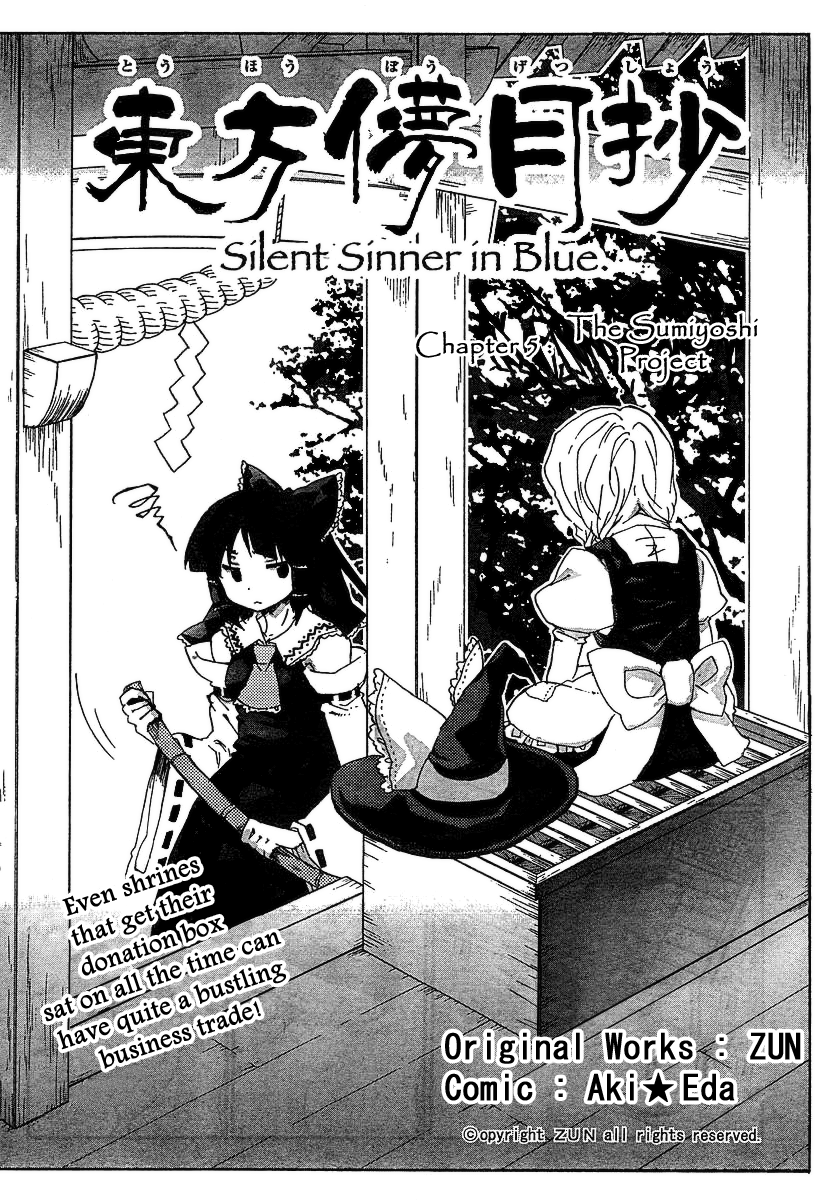 とうほうぼうげつしょう
東方儚月抄
Silent Sinner in Blue.
Chapter 5 : The Sumiyoshi
Project
Even shrines
that get their
donation box
sat on all the time can
have quite a bustling
business trade!
Original Works : ZUN
Comic : Aki★Eda
©opyright ZUN all rights reserved.